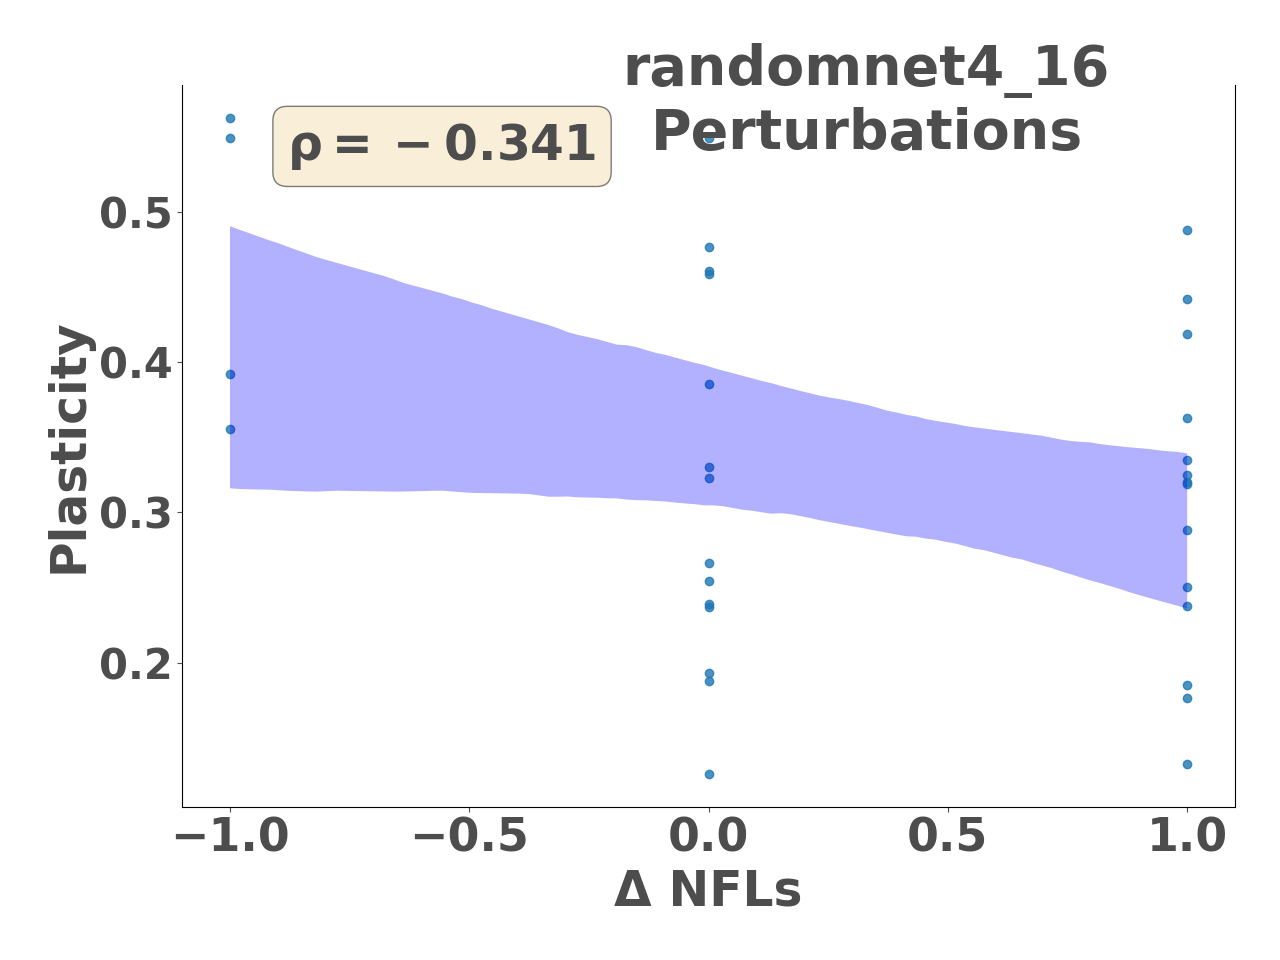 randomnet4_16
Perturbations
ρ = −0.341
Plasticity
0.5
0.4
0.3
0.2
−1.0 −0.5 0.0 0.5 1.0
Δ NFLs